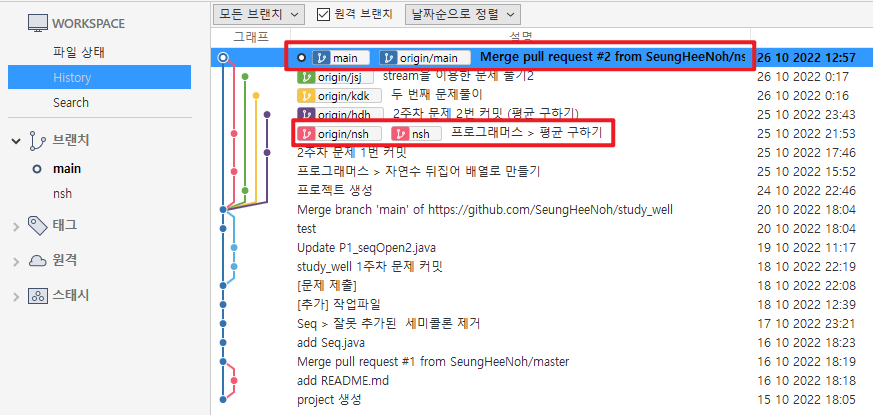 WORKSPACE
파일 상태
History
Search
브랜치
main
nsh
태그
원격
스태시
모든 브랜치 원격 브랜치 날짜순으로 정렬
그래프 설명
main origin/main Merge pull request #2 from SeungHeeNoh/ns 26 10 2022 12:57
origin/jsj stream을 이용한 문제 풀기2 26 10 2022 0:17
origin/kdk 두 번째 문제풀이 26 10 2022 0:16
origin/hdh 2주차 문제 2번 커밋 (평균 구하기) 25 10 2022 23:43
origin/nsh nsh 프로그래머스 > 평균 구하기 25 10 2022 21:53
2주차 문제 1번 커밋 25 10 2022 17:46
프로그래머스 > 자연수 뒤집어 배열로 만들기 25 10 2022 15:52
프로젝트 생성 24 10 2022 22:46
Merge branch 'main' of https://github.com/SeungHeeNoh/study_well 20 10 2022 18:04
test 20 10 2022 18:04
Update P1_seqOpen2.java 19 10 2022 11:17
study_well 1주차 문제 커밋 18 10 2022 22:19
[문제 제출] 18 10 2022 22:08
[추가] 작업파일 18 10 2022 12:39
Seq > 잘못 추가된 세미콜론 제거 17 10 2022 23:21
add Seq.java 16 10 2022 18:23
Merge pull request #1 from SeungHeeNoh/master 16 10 2022 18:19
add README.md 16 10 2022 18:18
project 생성 15 10 2022 18:05